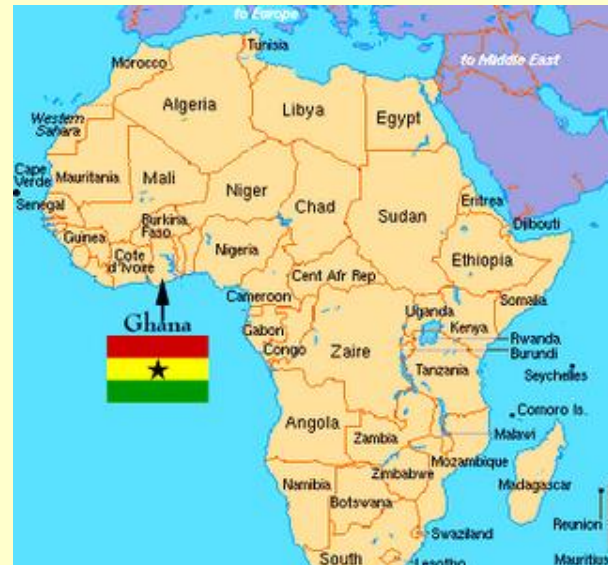 to Europe
to Middle East
Tunisia
Morocco
Algeria
Libya
Egypt
Western
Sahara
Cape
Verde
Mauritania
Mali
Niger
Chad
Sudan
Eritrea
Djibouti
Senegal
Burkina
Faso
Guinea
Cote
d'Ivoire
Nigeria
Ethiopia
Cent Afr Rep
Cameroon
Somalia
Ghana
Gabon
Congo
Zaire
Uganda
Kenya
Rwanda
Burundi
Tanzania
Seychelles
Comoro Is.
Angola
Zambia
Malawi
Mozambique
Zimbabwe
Namibia
Botswana
Madagascar
Reunion
Swaziland
South
Lesotho
Mauritius